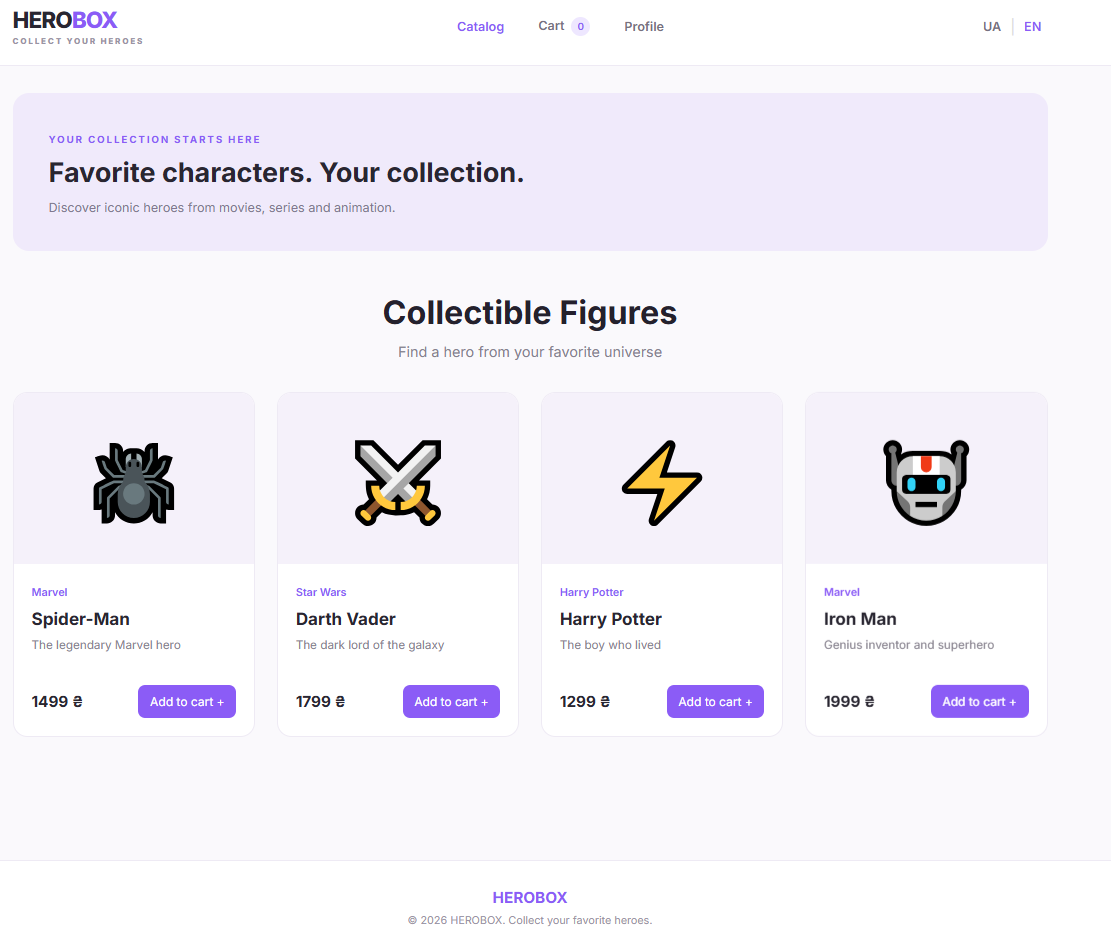 HEROBOX
COLLECT YOUR HEROES
Catalog
Cart 0
Profile
UA
EN
YOUR COLLECTION STARTS HERE
Favorite characters. Your collection.
Discover iconic heroes from movies, series and animation.
Collectible Figures
Find a hero from your favorite universe
Marvel
Spider-Man
The legendary Marvel hero
1499 ₴
Add to cart +
Star Wars
Darth Vader
The dark lord of the galaxy
1799 ₴
Add to cart +
Harry Potter
Harry Potter
The boy who lived
1299 ₴
Add to cart +
Marvel
Iron Man
Genius inventor and superhero
1999 ₴
Add to cart +
HEROBOX
© 2026 HEROBOX. Collect your favorite heroes.